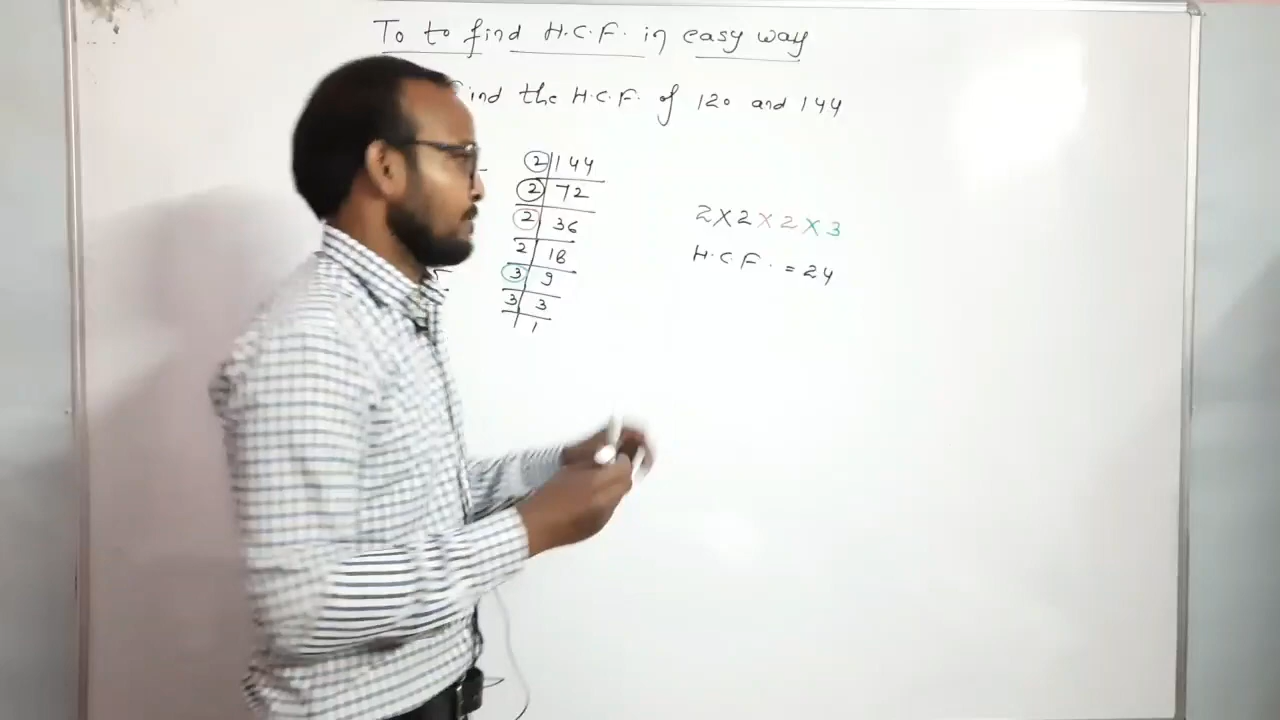 To to find H.C.F. in easy way
find the H.C.F. of 120 and 144
2 144
2 72
2 36
2 18
3 9
3 3
1
2 X 2 X 2 X 3
H.C.F. = 24